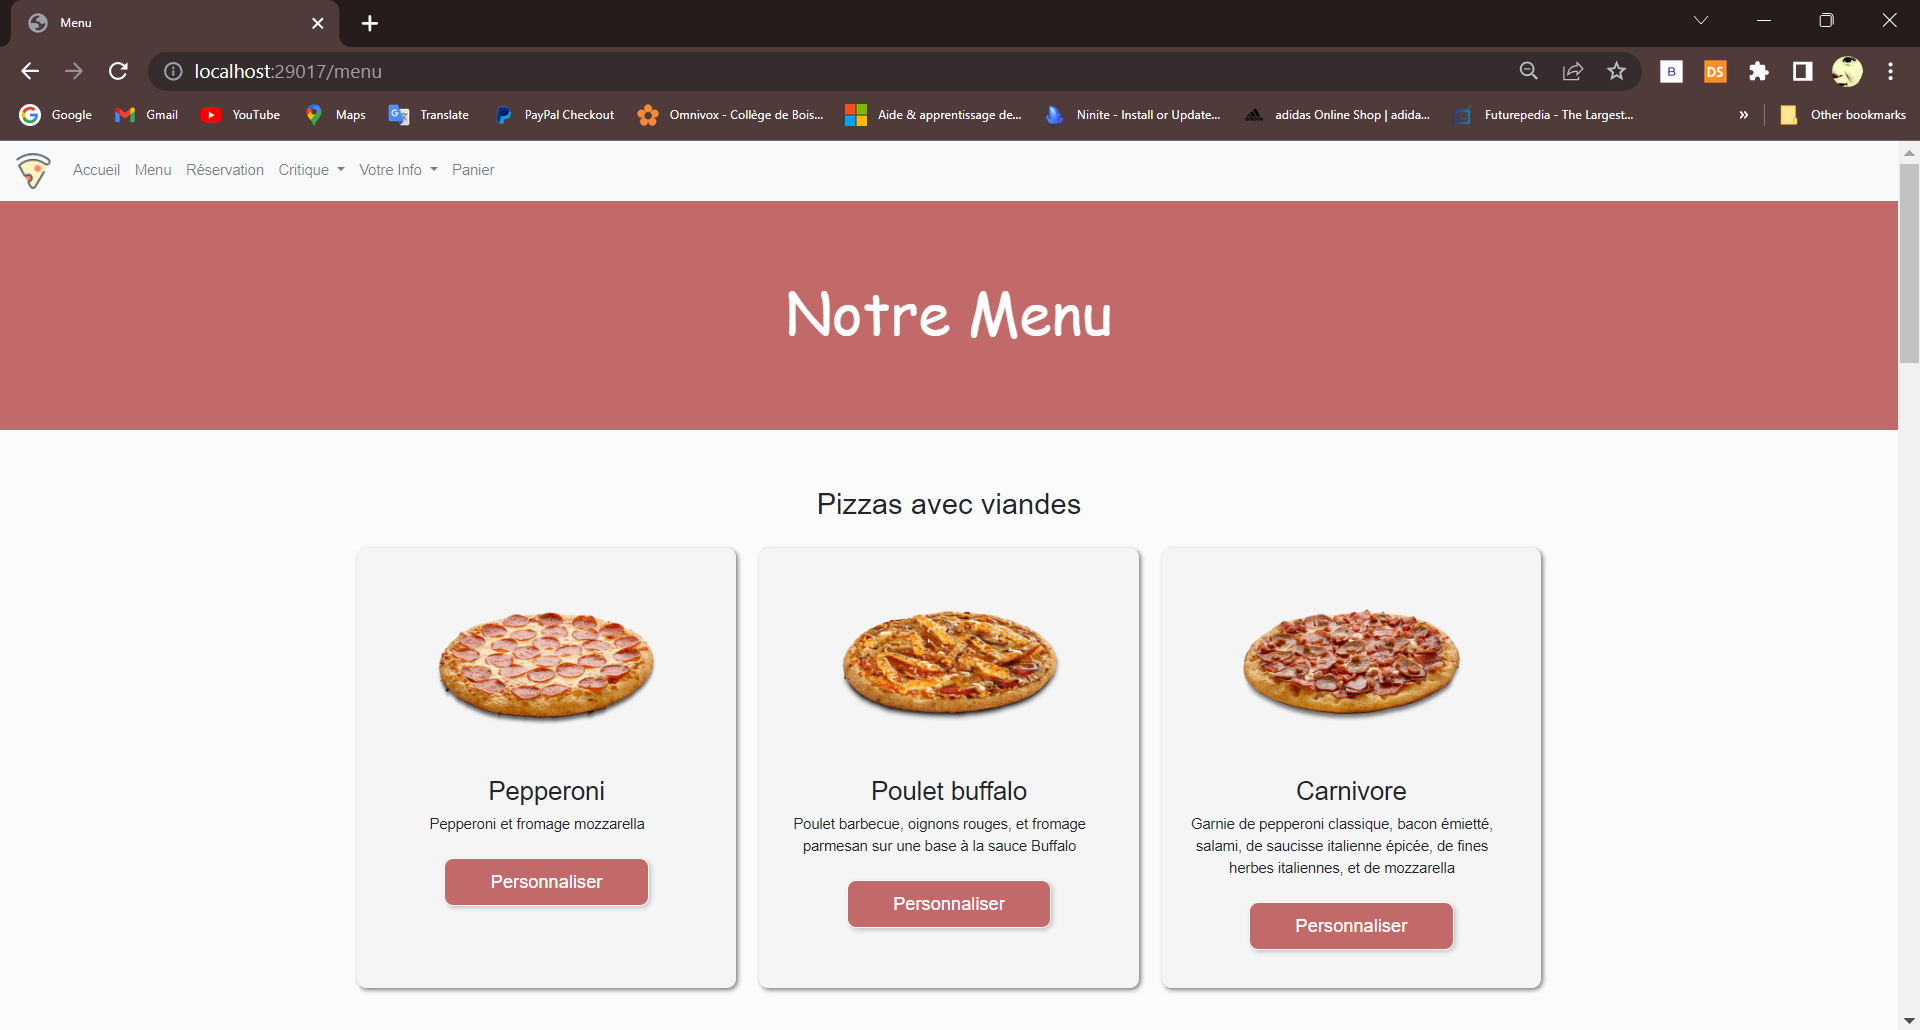 Menu
localhost:29017/menu
B
DS
Google
Gmail
YouTube
Maps
Translate
PayPal Checkout
Omnivox - Collège de Bois...
Aide & apprentissage de...
Ninite - Install or Update...
adidas Online Shop | adida...
Futurepedia - The Largest...
»
Other bookmarks
Accueil
Menu
Réservation
Critique
Votre Info
Panier
Notre Menu
Pizzas avec viandes
Pepperoni
Pepperoni et fromage mozzarella
Personnaliser
Poulet buffalo
Poulet barbecue, oignons rouges, et fromage
parmesan sur une base à la sauce Buffalo
Personnaliser
Carnivore
Garnie de pepperoni classique, bacon émietté,
salami, de saucisse italienne épicée, de fines
herbes italiennes, et de mozzarella
Personnaliser